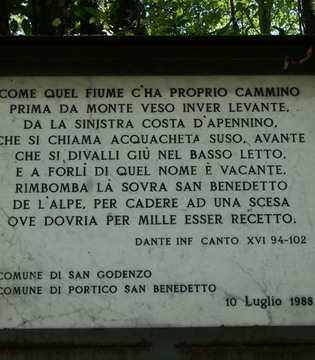 COME QUEL FIUME C'HA PROPRIO CAMMINO
PRIMA DA MONTE VESO INVER LEVANTE,
DA LA SINISTRA COSTA D'APENNINO,
CHE SI CHIAMA ACQUACHETA SUSO, AVANTE
CHE SI DIVALLI GIÙ NEL BASSO LETTO,
E A FORLÌ DI QUEL NOME È VACANTE,
RIMBOMBA LÀ SOVRA SAN BENEDETTO
DE L'ALPE, PER CADERE AD UNA SCESA
OVE DOVRIA PER MILLE ESSER RECETTO;
DANTE INF CANTO XVI 94-102
COMUNE DI SAN GODENZO
COMUNE DI PORTICO SAN BENEDETTO
10 Luglio 1988